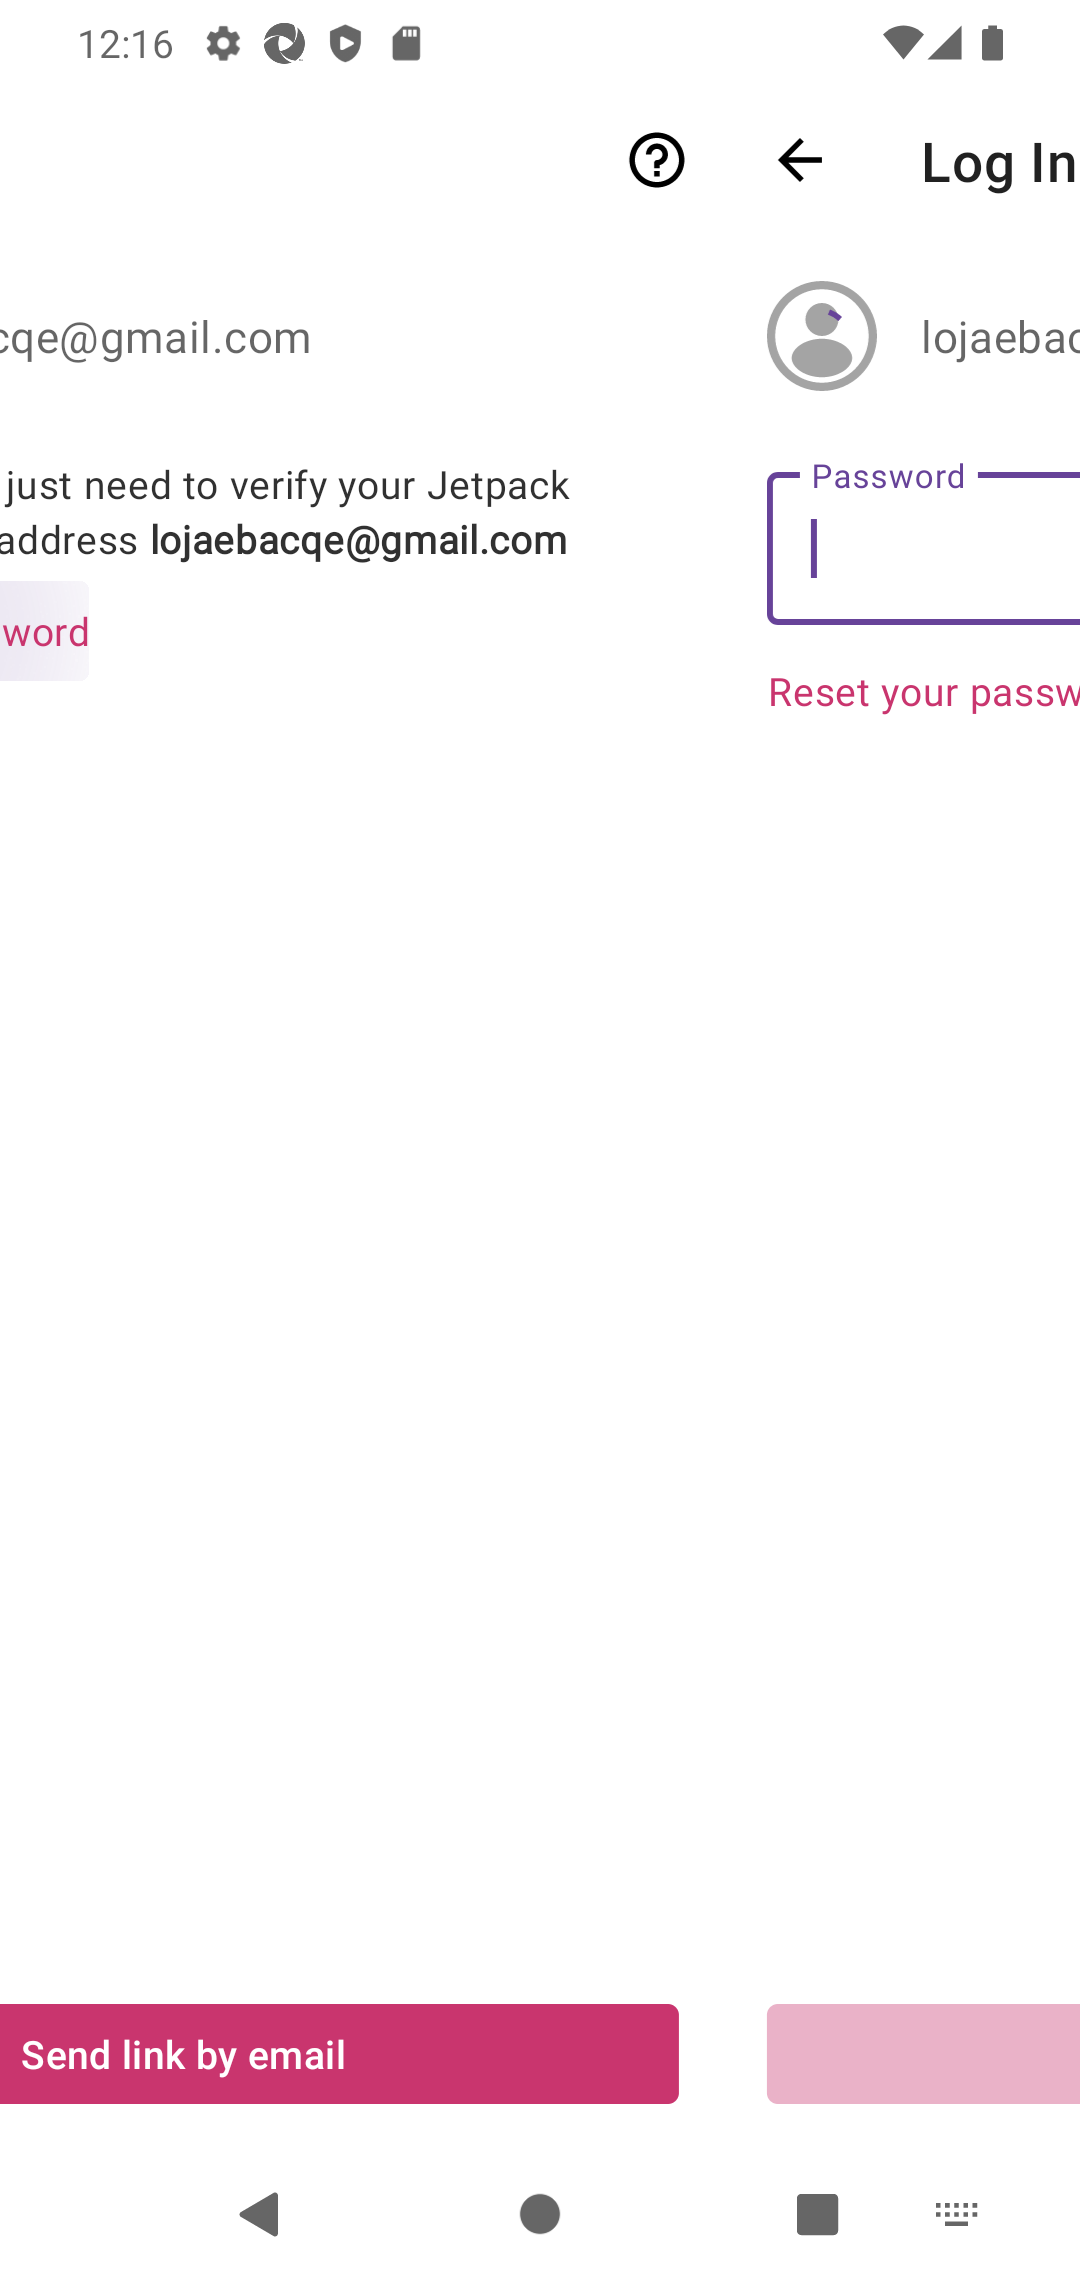 12:16
Log In
cqe@gmail.com
lojaebac
just need to verify your Jetpack
address lojaebacqe@gmail.com
sword
Password
Reset your passw
Send link by email